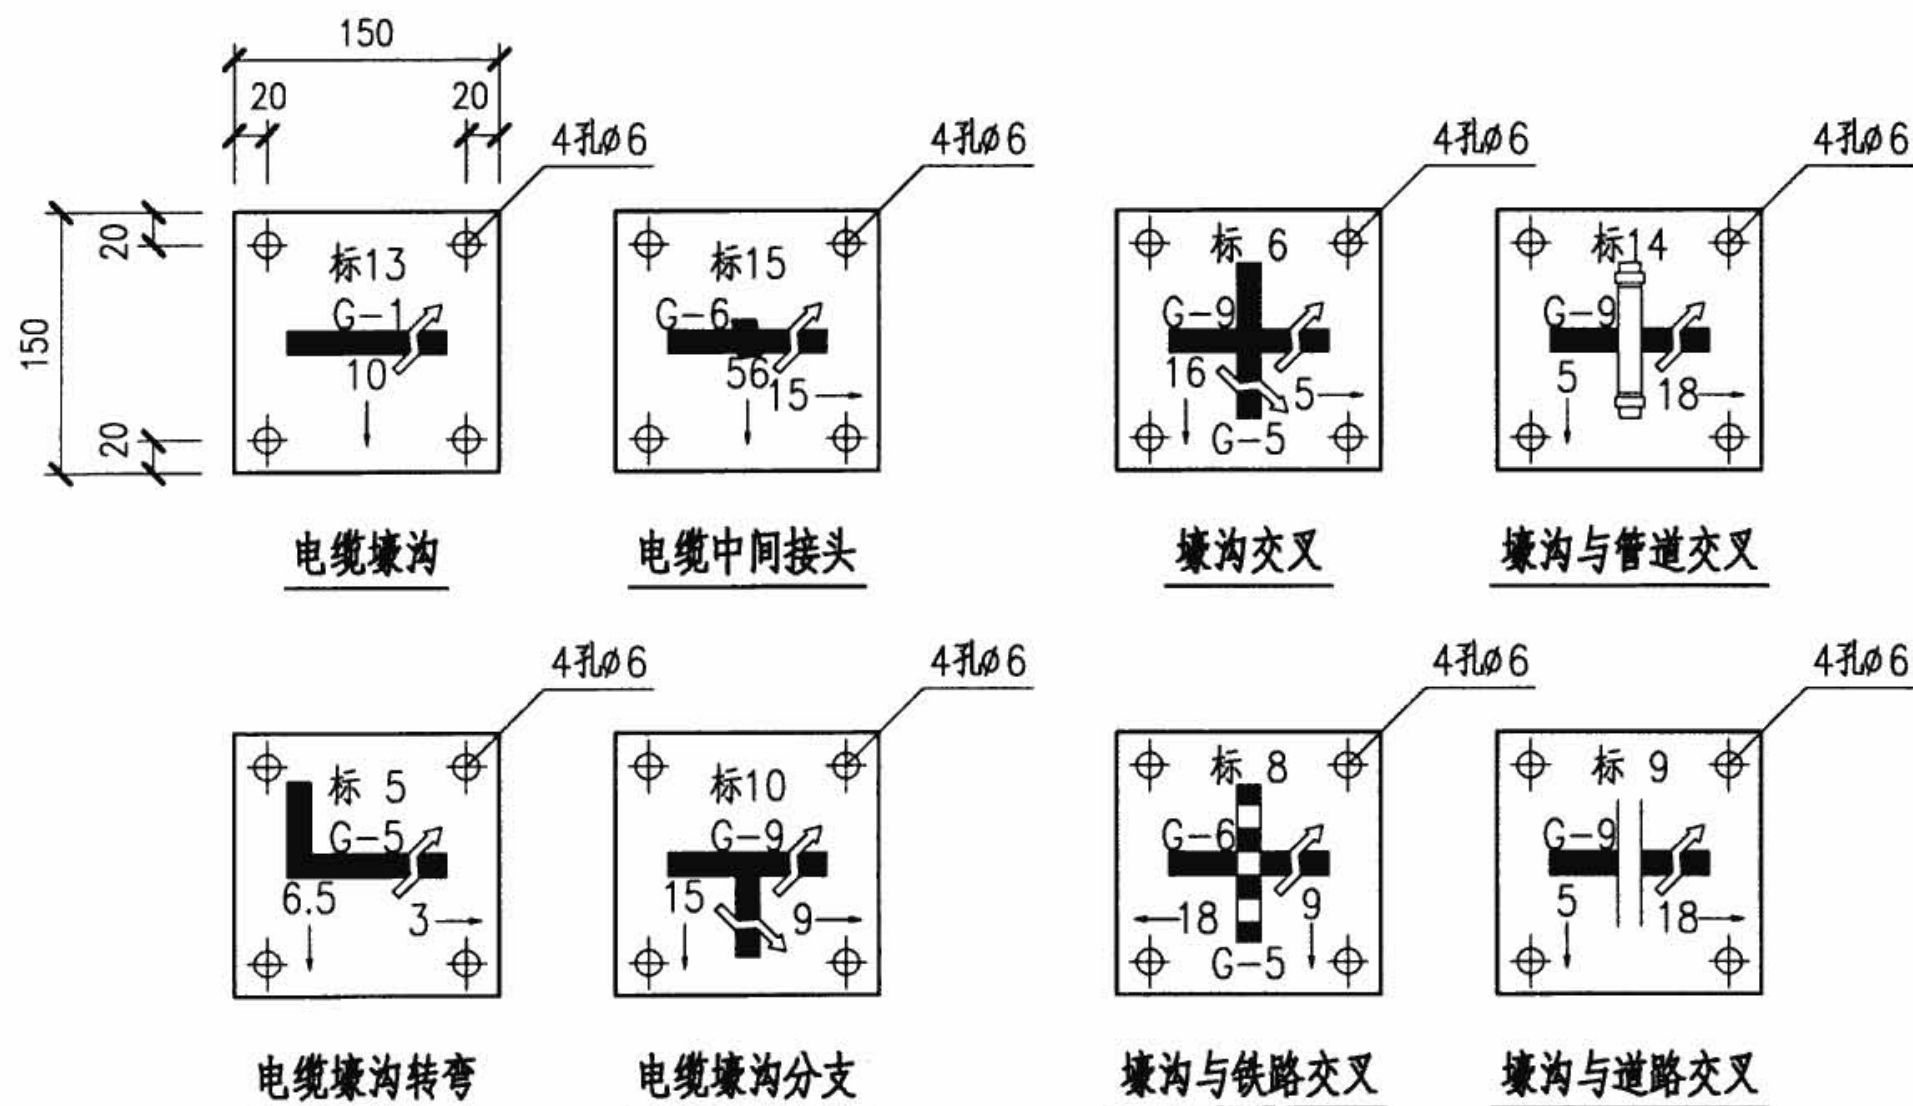 150
20 20
4孔ø6 4孔ø6 4孔ø6 4孔ø6
150
20
20
标13
G-1
10
标15
G-6
56
15
标 6
G-9
16
5
G-5
标14
G-9
5
18
电缆壕沟 电缆中间接头 壕沟交叉 壕沟与管道交叉
4孔ø6 4孔ø6 4孔ø6 4孔ø6
标 5
G-5
6.5
3
标10
G-9
15
9
标 8
G-6
18
9
G-5
标 9
G-9
5
18
电缆壕沟转弯 电缆壕沟分支 壕沟与铁路交叉 壕沟与道路交叉